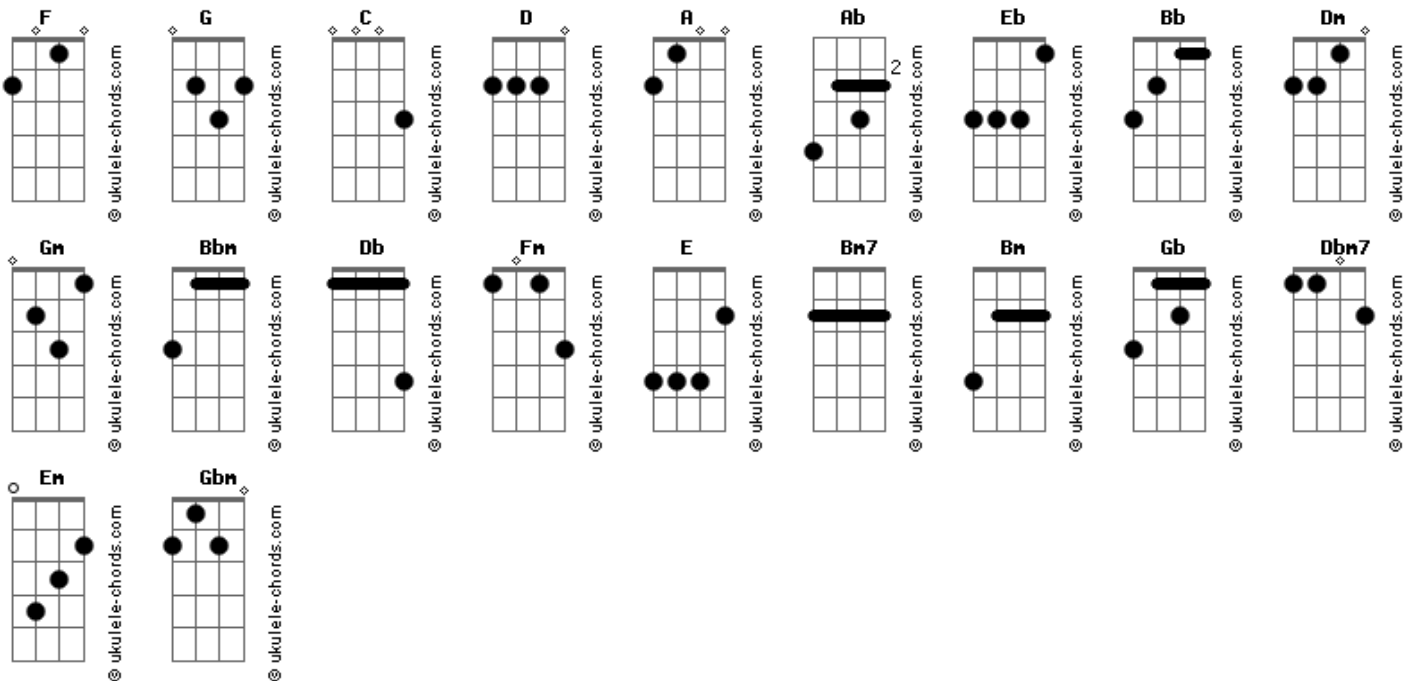 F G C D A Ab Eb Bb Dm
2
© ukulele-chords.com © ukulele-chords.com © ukulele-chords.com © ukulele-chords.com © ukulele-chords.com © ukulele-chords.com © ukulele-chords.com © ukulele-chords.com © ukulele-chords.com
Gm Bbm Db Fm E Bm7 Bm Gb Dbm7
© ukulele-chords.com © ukulele-chords.com © ukulele-chords.com © ukulele-chords.com © ukulele-chords.com © ukulele-chords.com © ukulele-chords.com © ukulele-chords.com © ukulele-chords.com
Em Gbm
© ukulele-chords.com © ukulele-chords.com